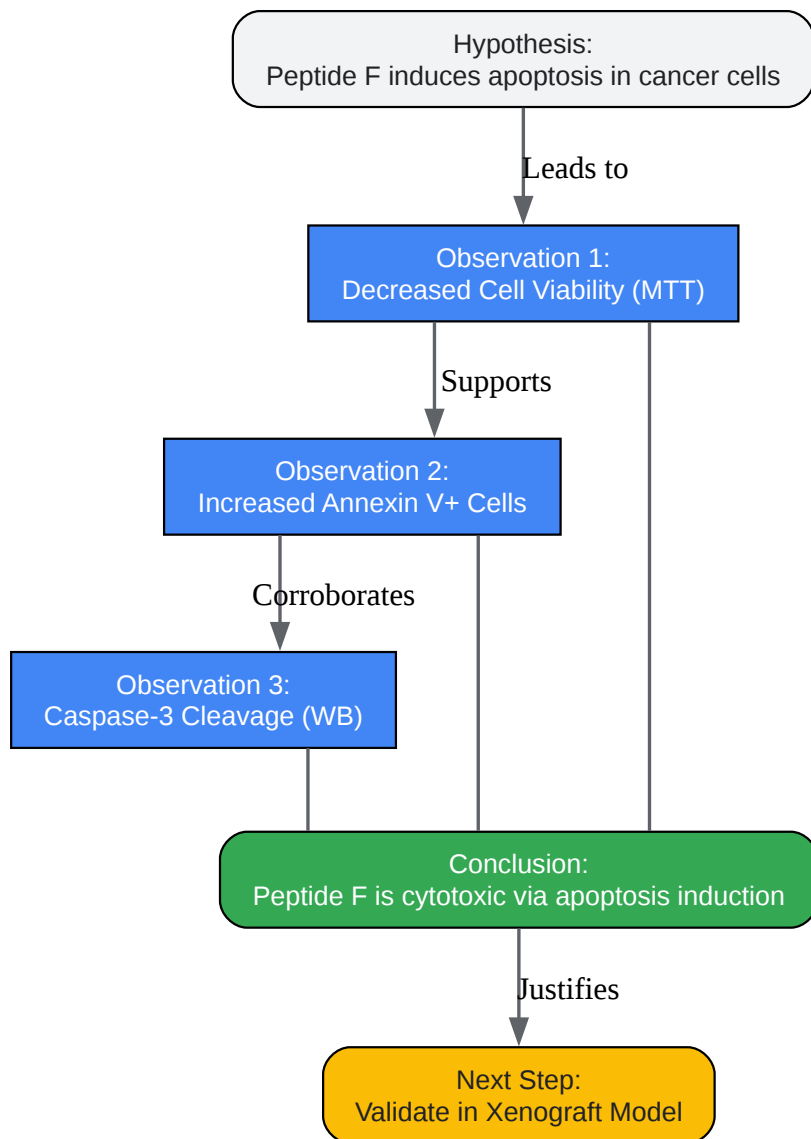 Hypothesis:
Peptide F induces apoptosis in cancer cells
Leads to
Observation 1:
Decreased Cell Viability (MTT)
Supports
Observation 2:
Increased Annexin V+ Cells
Corroborates
Observation 3:
Caspase-3 Cleavage (WB)
Conclusion:
Peptide F is cytotoxic via apoptosis induction
Justifies
Next Step:
Validate in Xenograft Model